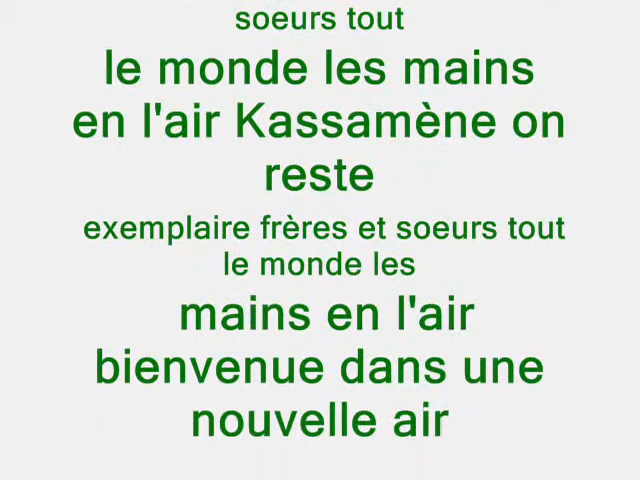 soeurs tout
le monde les mains
en l'air Kassamène on
reste
exemplaire frères et soeurs tout
le monde les
mains en l'air
bienvenue dans une
nouvelle air